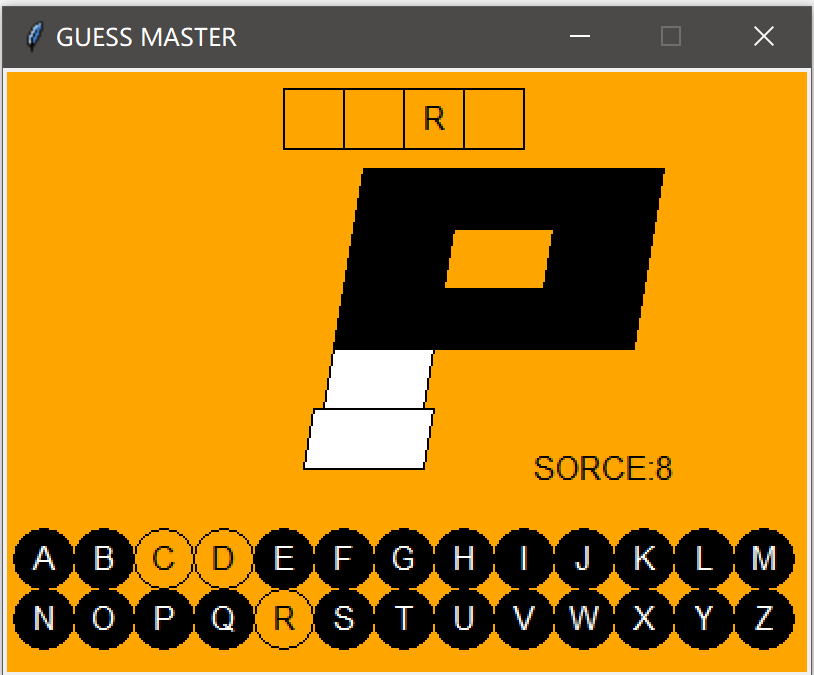 GUESS MASTER
R
P
SORCE:8
A B C D E F G H I J K L M
N O P Q R S T U V W X Y Z